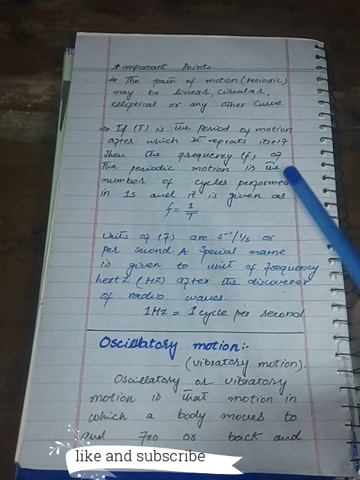 * important Points
⇒ The path of motion (periodic)
may be linear, circular,
elliptical or any other curve.
⇒ If (T) is the period of motion
after which it repeats itself
Then the frequency (f) of
The periodic motion is the
number of cycles performed
in 1s and it is given as
f = 1/T
Units of (f) are s⁻¹/1/s or
per second. A special name
is given to unit of frequency
hertz (HZ) after the discoverer
of radio waves.
1HZ = 1 cycle per second
Oscillatory motion:-
(vibratory motion).
Oscillatory or vibratory
motion is that motion in
which a body moves to
and fro or back and
like and subscribe